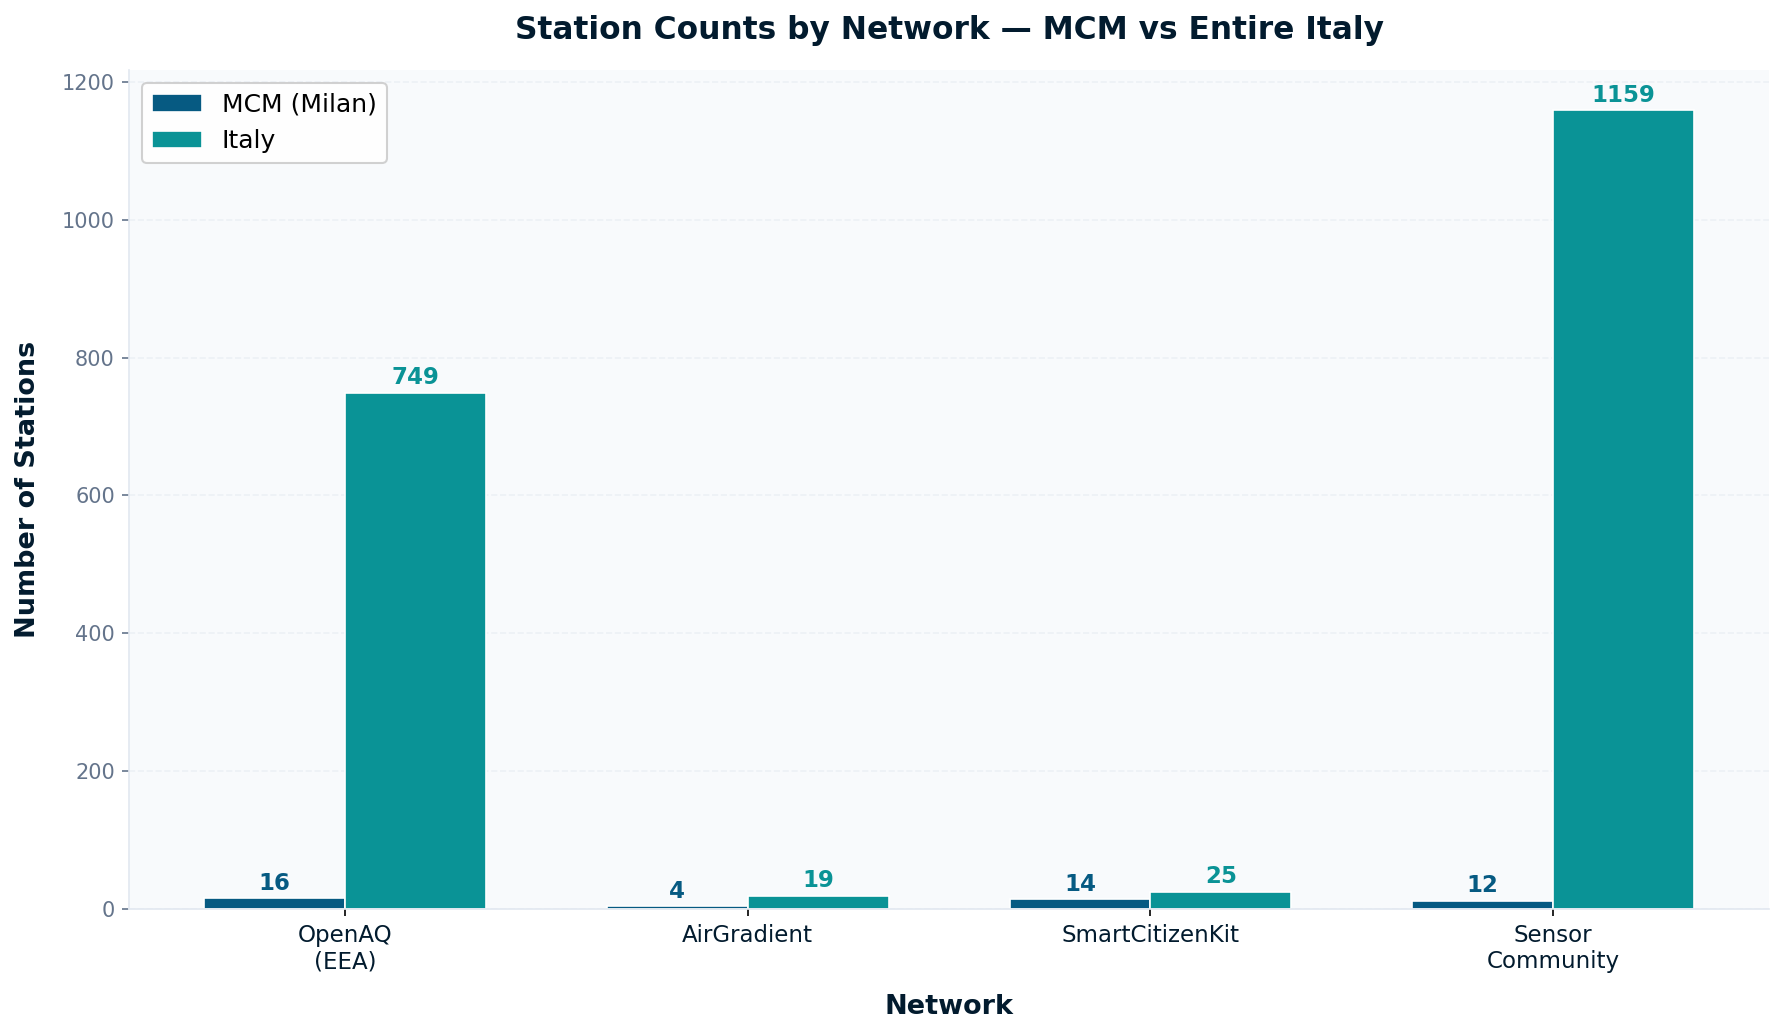 Station Counts by Network — MCM vs Entire Italy
MCM (Milan)
Italy
Number of Stations
1200
1000
800
600
400
200
0
16
749
4
19
14
25
12
1159
OpenAQ
(EEA)
AirGradient
SmartCitizenKit
Sensor
Community
Network